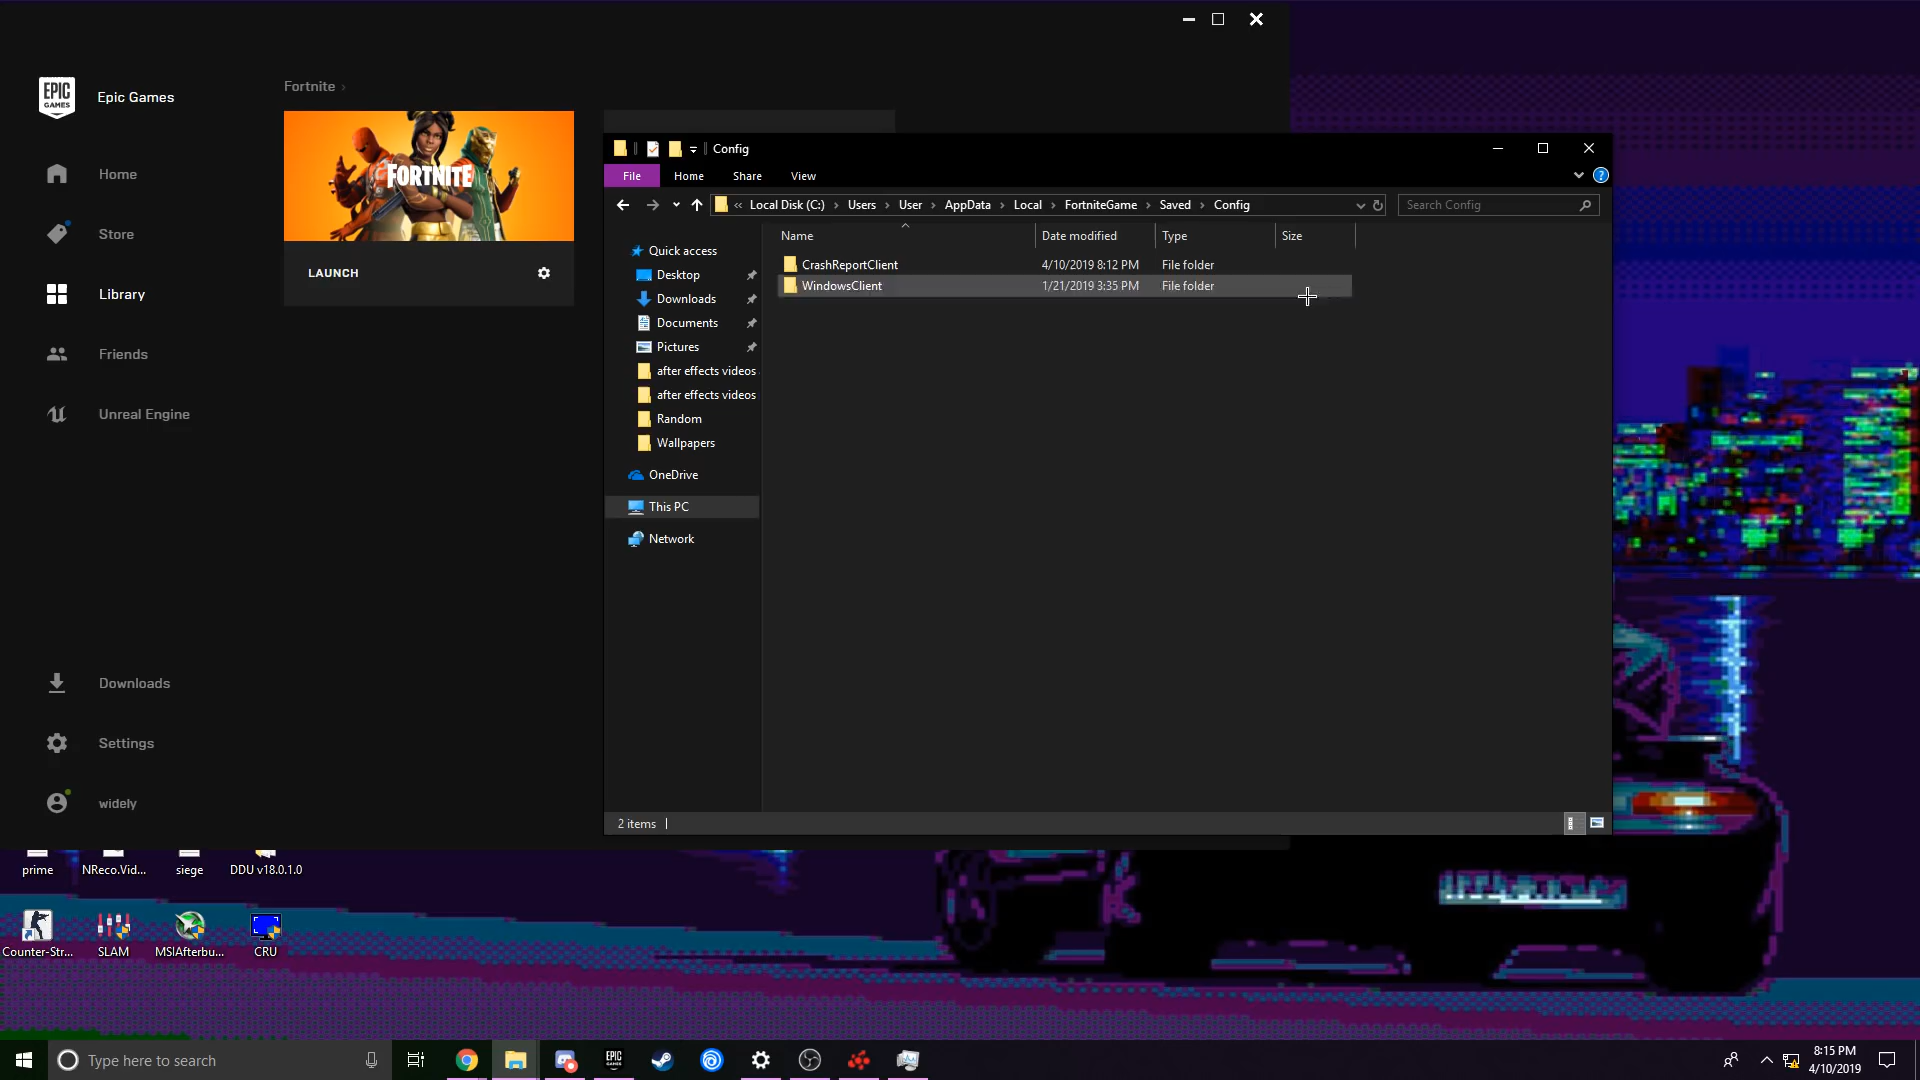 EPIC GAMES
Epic Games
Home
Store
Library
Friends
Unreal Engine
Downloads
Settings
widely
Fortnite ›
FORTNITE
LAUNCH
Config
File Home Share View
« Local Disk (C:) › Users › User › AppData › Local › FortniteGame › Saved › Config
Search Config
Name Date modified Type Size
CrashReportClient 4/10/2019 8:12 PM File folder
WindowsClient 1/21/2019 3:35 PM File folder
Quick access
Desktop
Downloads
Documents
Pictures
after effects videos
after effects videos
Random
Wallpapers
OneDrive
This PC
Network
2 items
prime NReco.Vid... siege DDU v18.0.1.0
Counter-Str... SLAM MSIAfterbu... CRU
Type here to search
EPIC GAMES
8:15 PM
4/10/2019